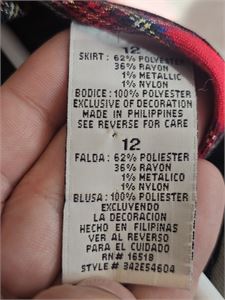 12
SKIRT: 62% POLYESTER
36% RAYON
1% METALLIC
1% NYLON
BODICE: 100% POLYESTER
EXCLUSIVE OF DECORATION
MADE IN PHILIPPINES
SEE REVERSE FOR CARE
12
FALDA: 62% POLIESTER
36% RAYON
1% METALICO
1% NYLON
BLUSA: 100% POLIESTER
EXCLUYENDO
LA DECORACION
HECHO EN FILIPINAS
VER AL REVERSO
PARA EL CUIDADO
RN# 16518
STYLE# 342E54604